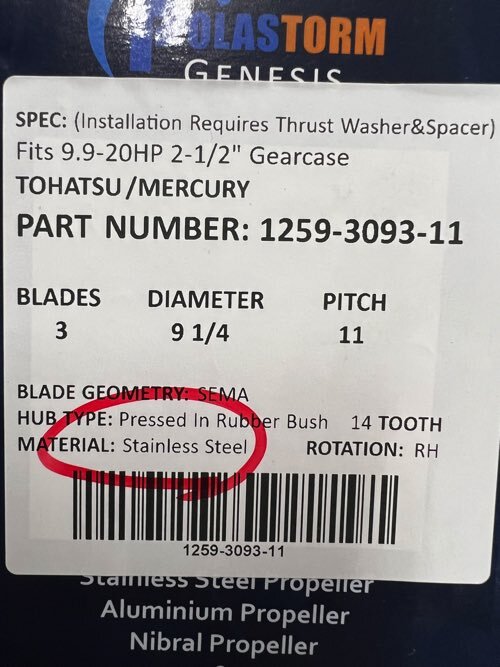 OLASTORM
GENESIS
SPEC: (Installation Requires Thrust Washer&Spacer)
Fits 9.9-20HP 2-1/2" Gearcase
TOHATSU/MERCURY
PART NUMBER: 1259-3093-11
BLADES DIAMETER PITCH
3 9 1/4 11
BLADE GEOMETRY: SEMA
HUB TYPE: Pressed In Rubber Bush 14 TOOTH
MATERIAL: Stainless Steel ROTATION: RH
1259-3093-11
Stainless Steel Propeller
Aluminium Propeller
Nibral Propeller